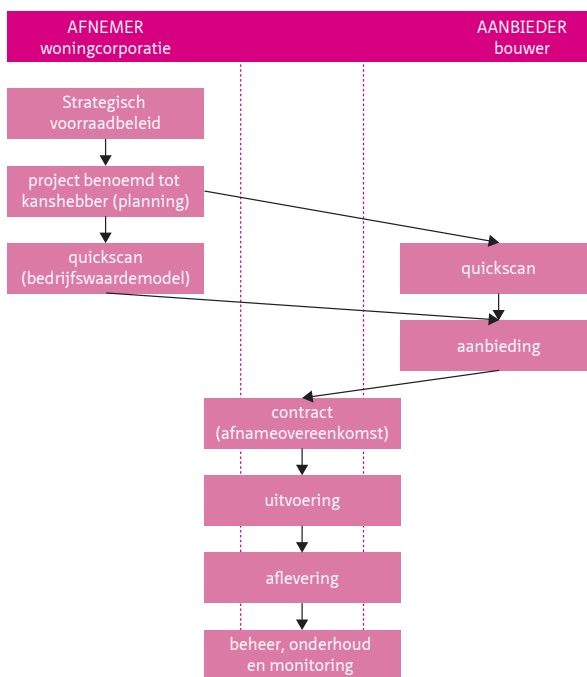 AFNEMER
woningcorporatie
AANBIEDER
bouwer
Strategisch
voorraadbeleid
project benoemd tot
kanshebber (planning)
quickscan
(bedrijfswaardemodel)
quickscan
aanbieding
contract
(afnameovereenkomst)
uitvoering
aflevering
beheer, onderhoud
en monitoring